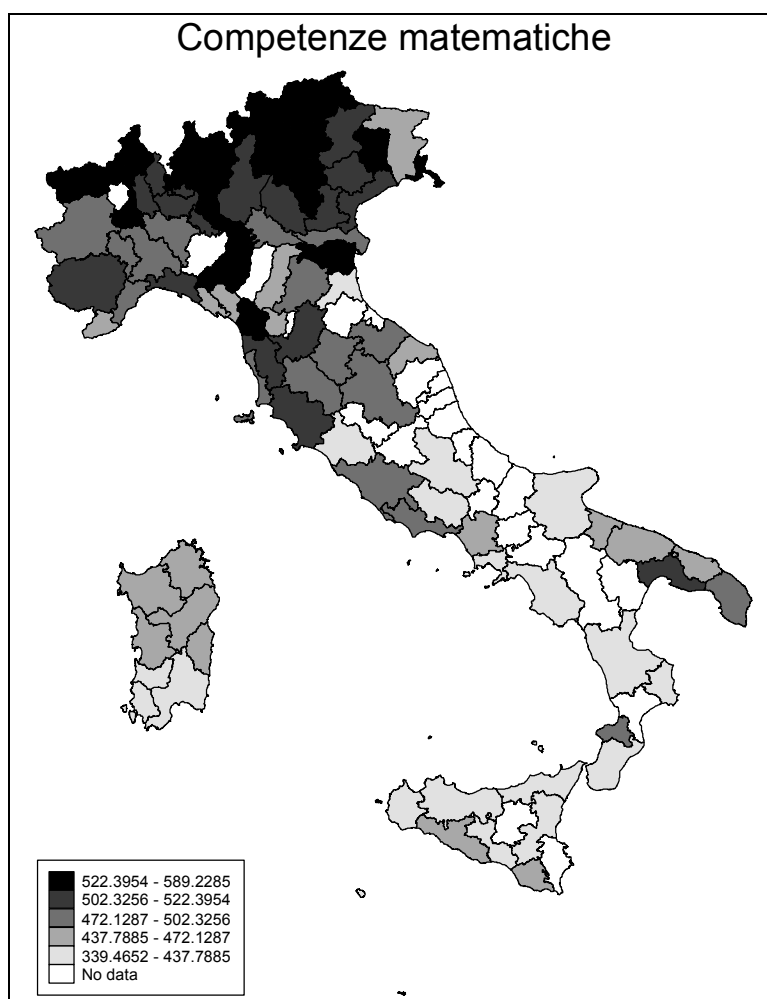 Competenze matematiche
522.3954 - 589.2285
502.3256 - 522.3954
472.1287 - 502.3256
437.7885 - 472.1287
339.4652 - 437.7885
No data